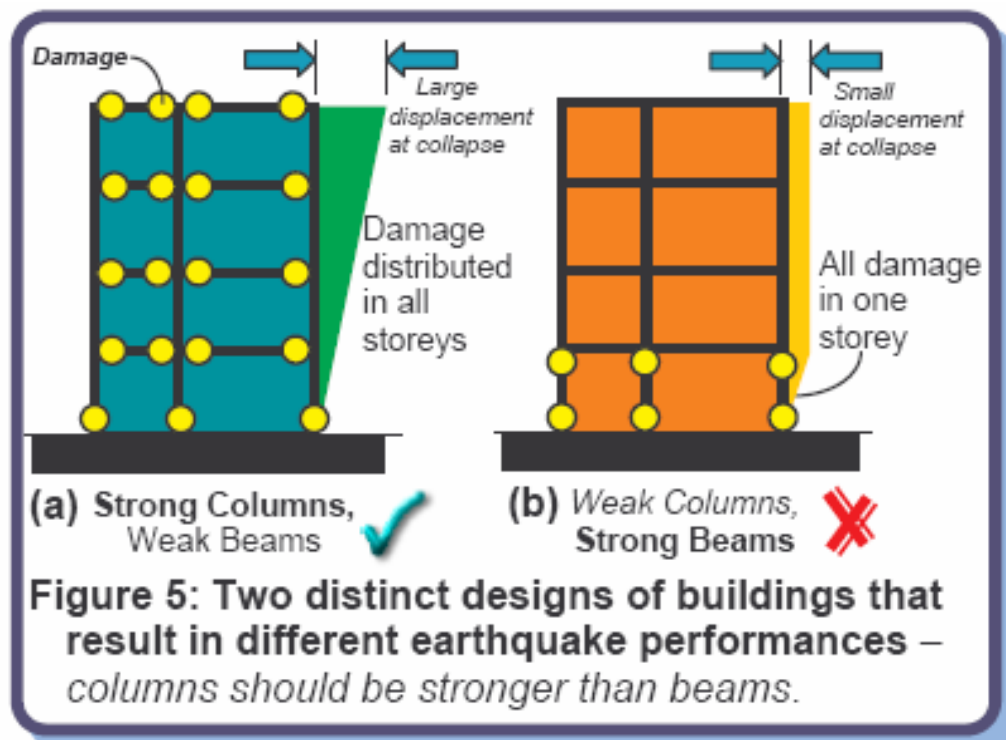 Damage
Large
displacement
at collapse
Damage
distributed
in all
storeys
(a) Strong Columns,
Weak Beams
Small
displacement
at collapse
All damage
in one
storey
(b) Weak Columns,
Strong Beams
Figure 5: Two distinct designs of buildings that
result in different earthquake performances –
columns should be stronger than beams.